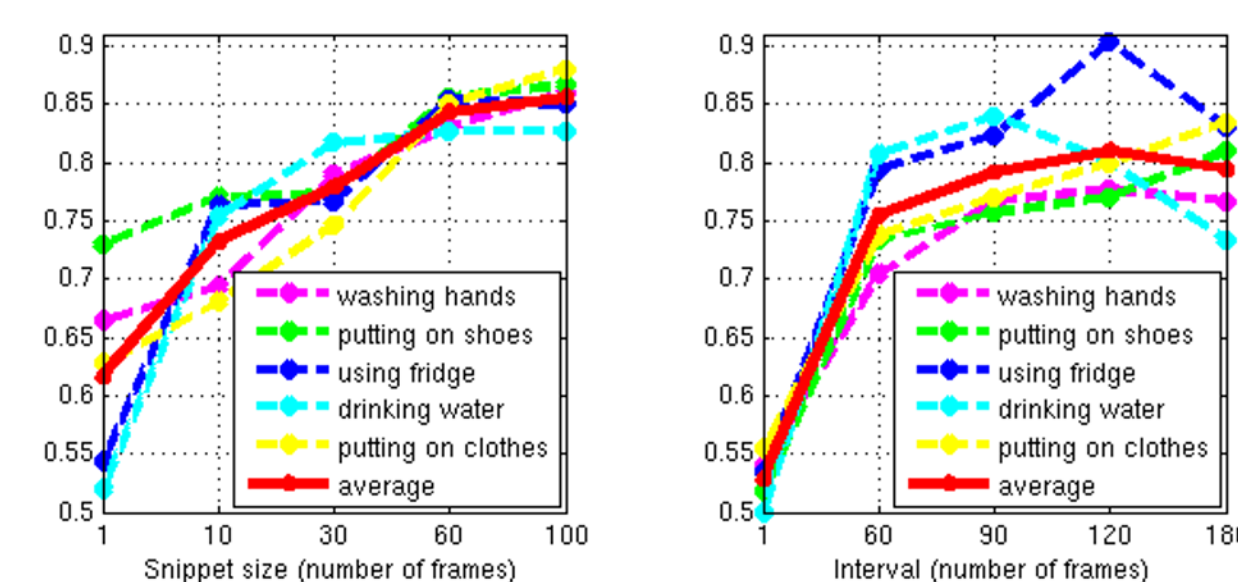 0.9
0.85
0.8
0.75
0.7
0.65
0.6
0.55
0.5
washing hands
putting on shoes
using fridge
drinking water
putting on clothes
average
1 10 30 60 100
Snippet size (number of frames)
0.9
0.85
0.8
0.75
0.7
0.65
0.6
0.55
0.5
washing hands
putting on shoes
using fridge
drinking water
putting on clothes
average
1 60 90 120 180
Interval (number of frames)